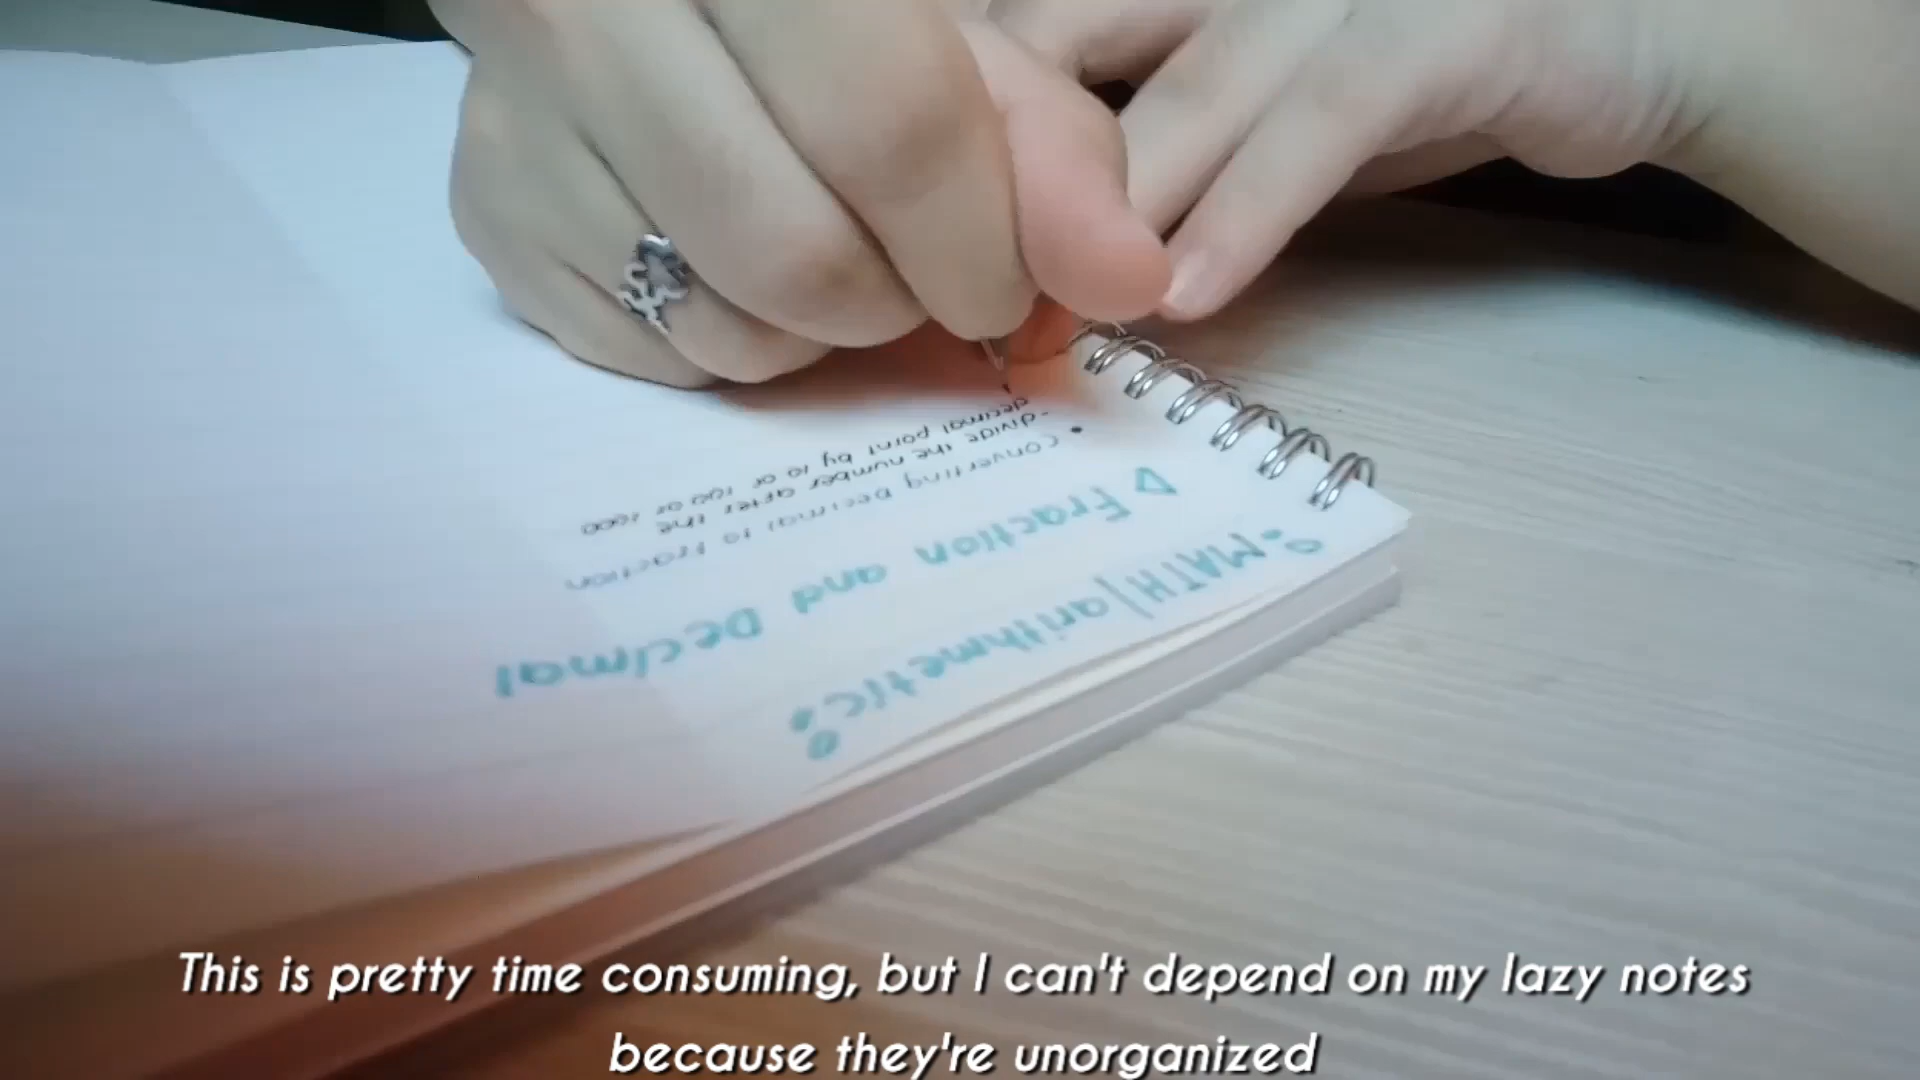 MATH/arithmetic
▷ Fraction and Decimal
• converting Decimal to Fraction
-divide the number after the
decimal point by 10 or 100 or 1000
This is pretty time consuming, but I can't depend on my lazy notes
because they're unorganized